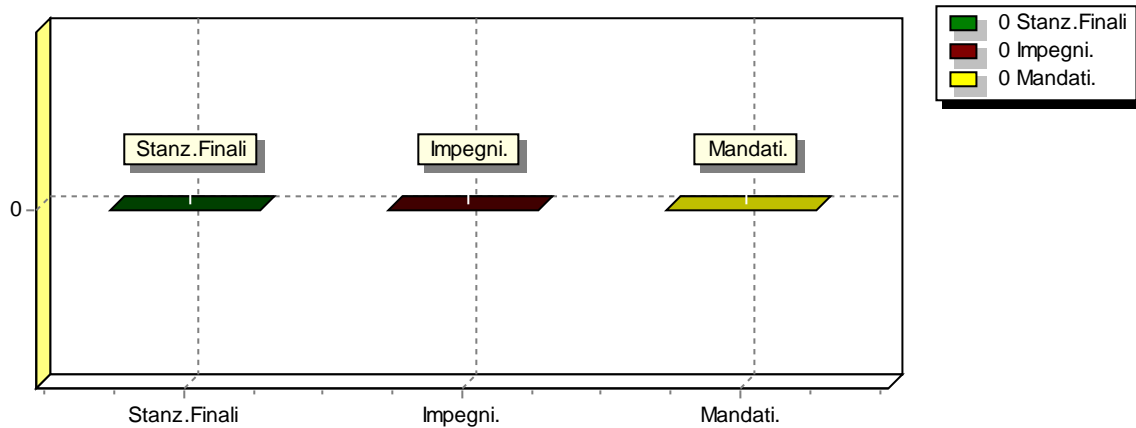 0 Stanz.Finali
0 Impegni.
0 Mandati.
Stanz.Finali
Impegni.
Mandati.
0
Stanz.Finali
Impegni.
Mandati.